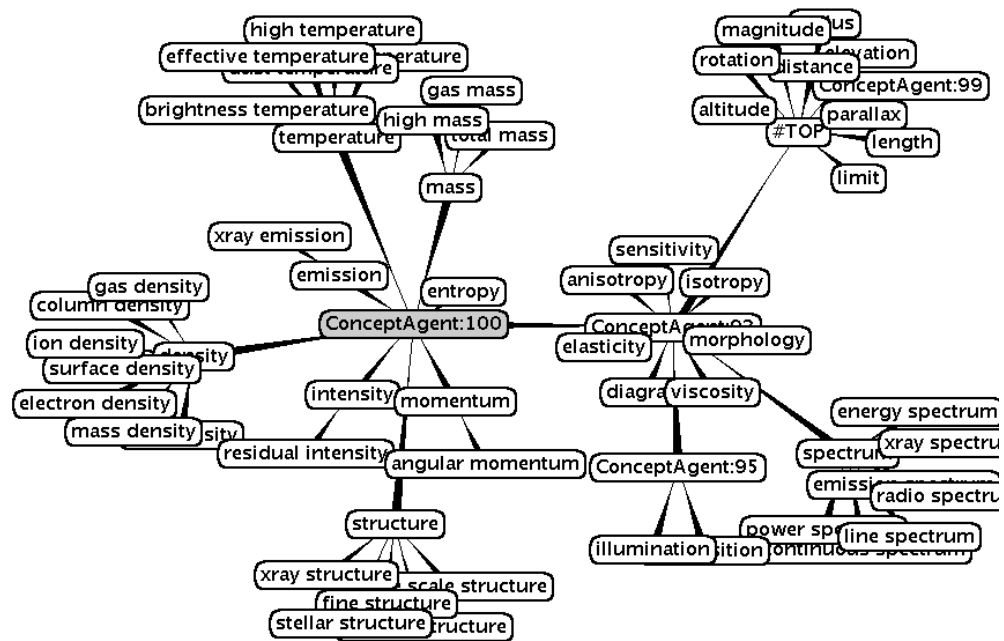 high temperature
effective temperature
brightness temperature
temperature
gas mass
high mass
total mass
mass
magnitude
rotation
distance
elevation
ConceptAgent:99
altitude
parallax
#TOP
length
limit
xray emission
emission
entropy
sensitivity
anisotropy
isotropy
gas density
column density
ion density
density
surface density
electron density
mass density
ConceptAgent:100
elasticity
morphology
intensity
momentum
viscosity
residual intensity
angular momentum
ConceptAgent:95
energy spectrum
spectrum
structure
illumination
line spectrum
xray structure
scale structure
fine structure
stellar structure